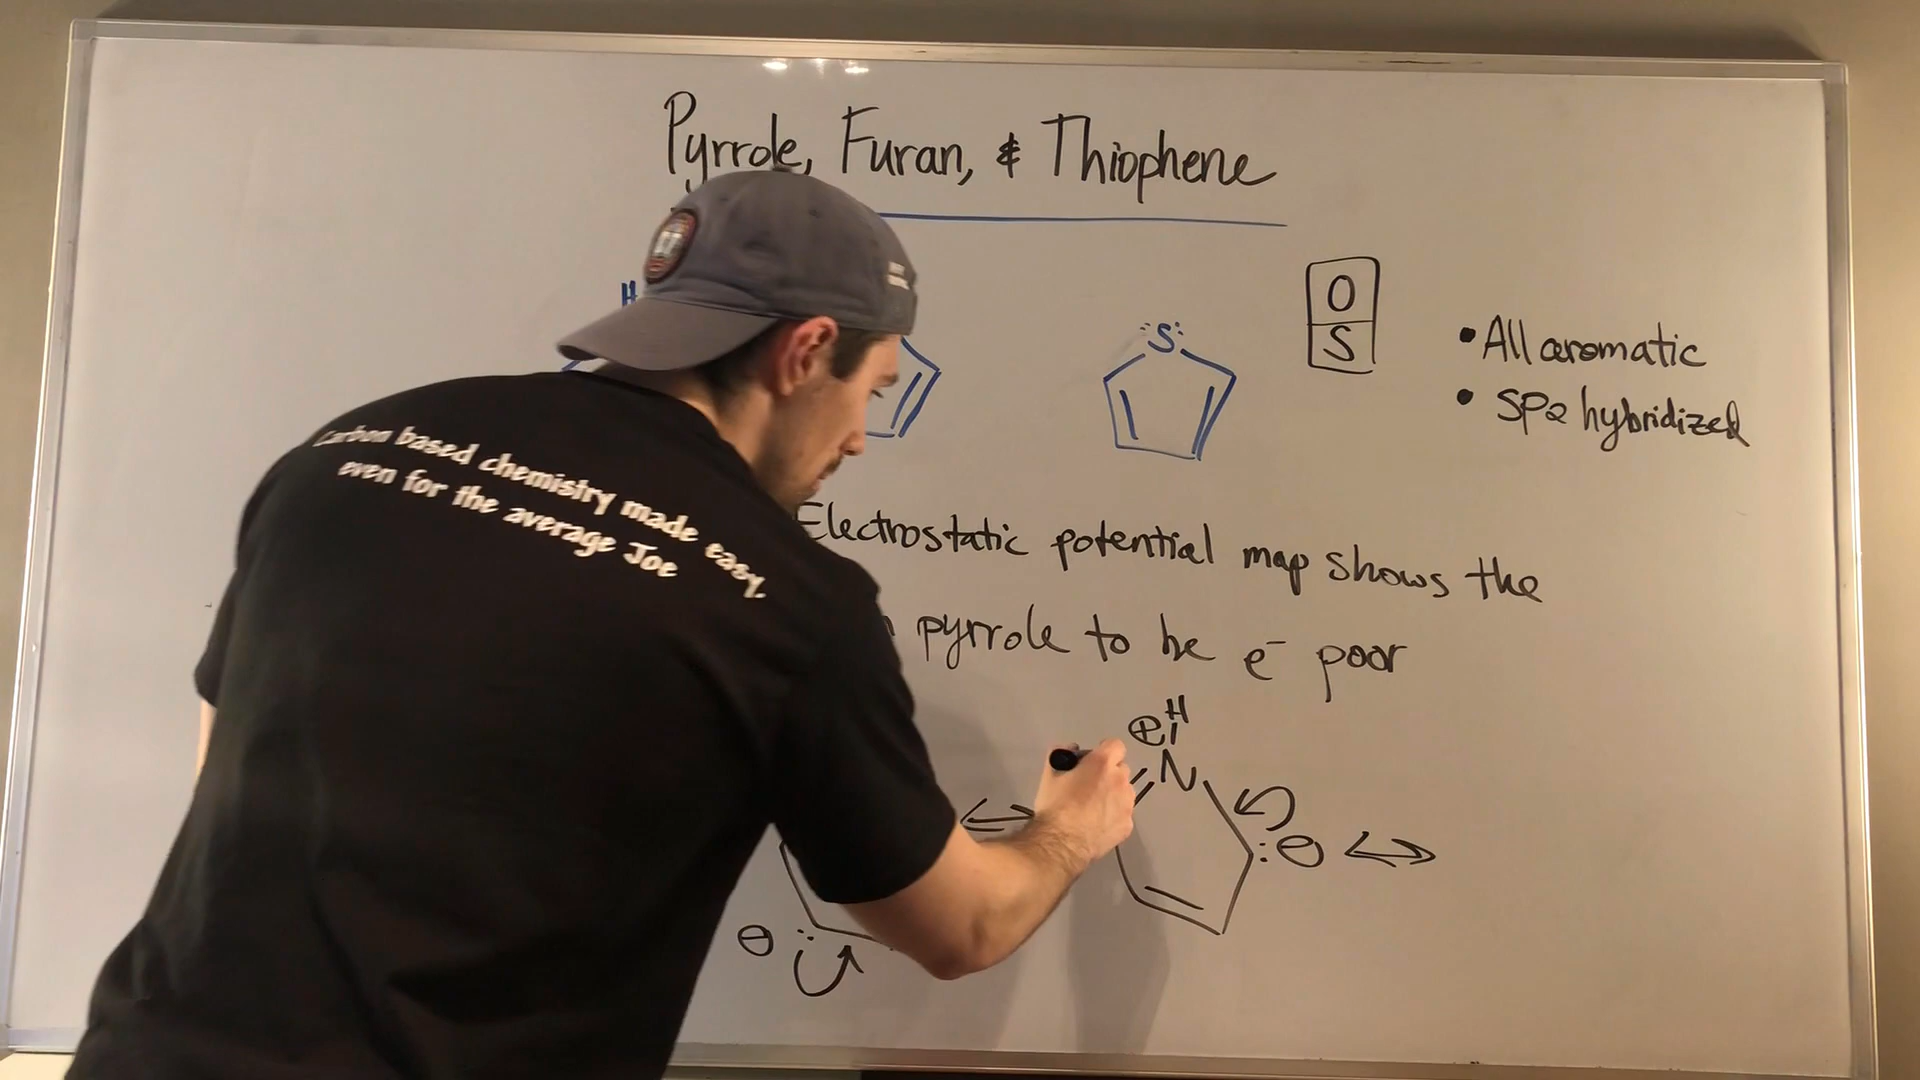 Pyrrole, Furan, & Thiophene
H
:S:
O
S
• All aromatic
• SP2 hybridized
Carbon based chemistry made easy,
even for the average Joe
Electrostatic potential map shows the
pyrrole to be e⁻ poor
⊕ H
N
: ⊖
⊖ ··